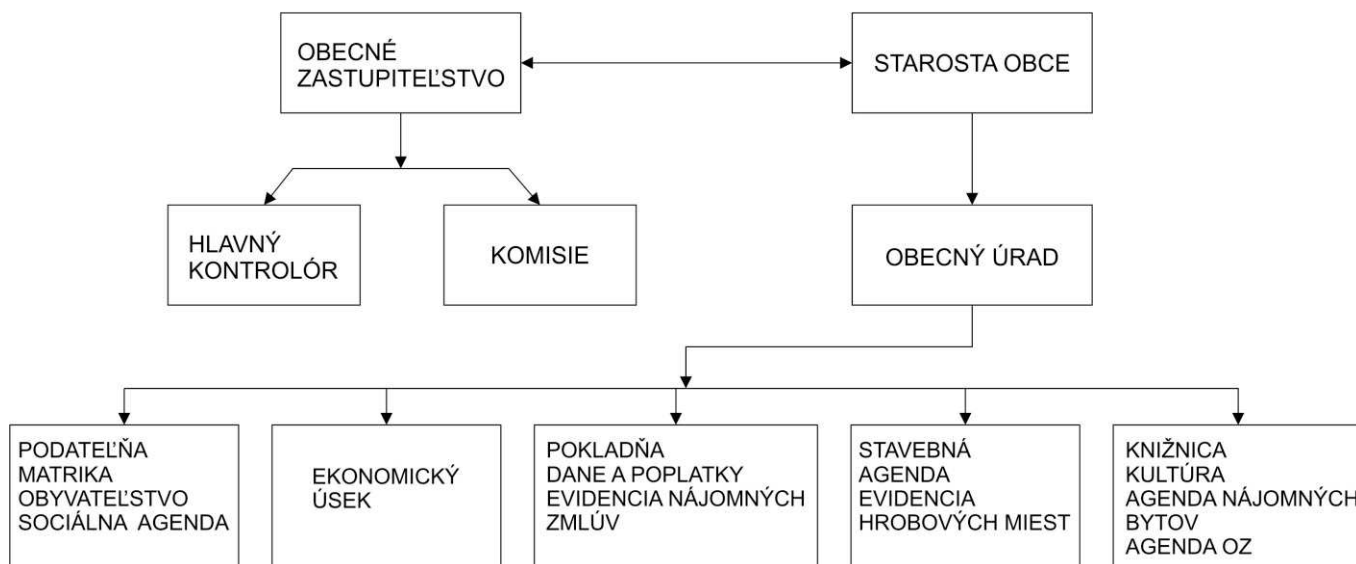 OBECNÉ
ZASTUPITEĽSTVO
STAROSTA OBCE
HLAVNÝ
KONTROLÓR
KOMISIE
OBECNÝ ÚRAD
PODATEĽŇA
MATRIKA
OBYVATEĽSTVO
SOCIÁLNA AGENDA
EKONOMICKÝ
ÚSEK
POKLADŇA
DANE A POPLATKY
EVIDENCIA NÁJOMNÝCH
ZMLÚV
STAVEBNÁ
AGENDA
EVIDENCIA
HROBOVÝCH MIEST
KNIŽNICA
KULTÚRA
AGENDA NÁJOMNÝCH
BYTOV
AGENDA OZ